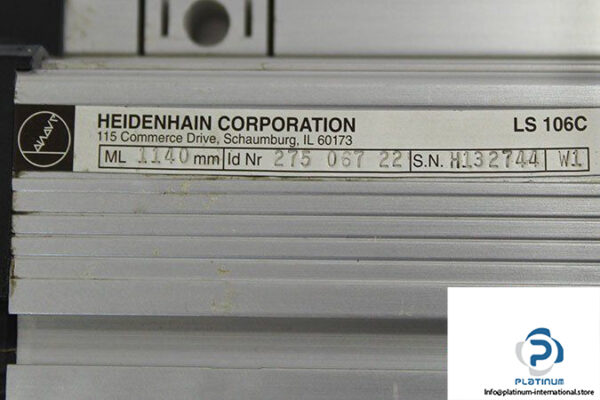 HEIDENHAIN CORPORATION LS 106C
115 Commerce Drive, Schaumburg, IL 60173
ML 1140 mm Id Nr 275 067 22 S.N. H132744 W1
PLATINUM
Info@platinum-international.store